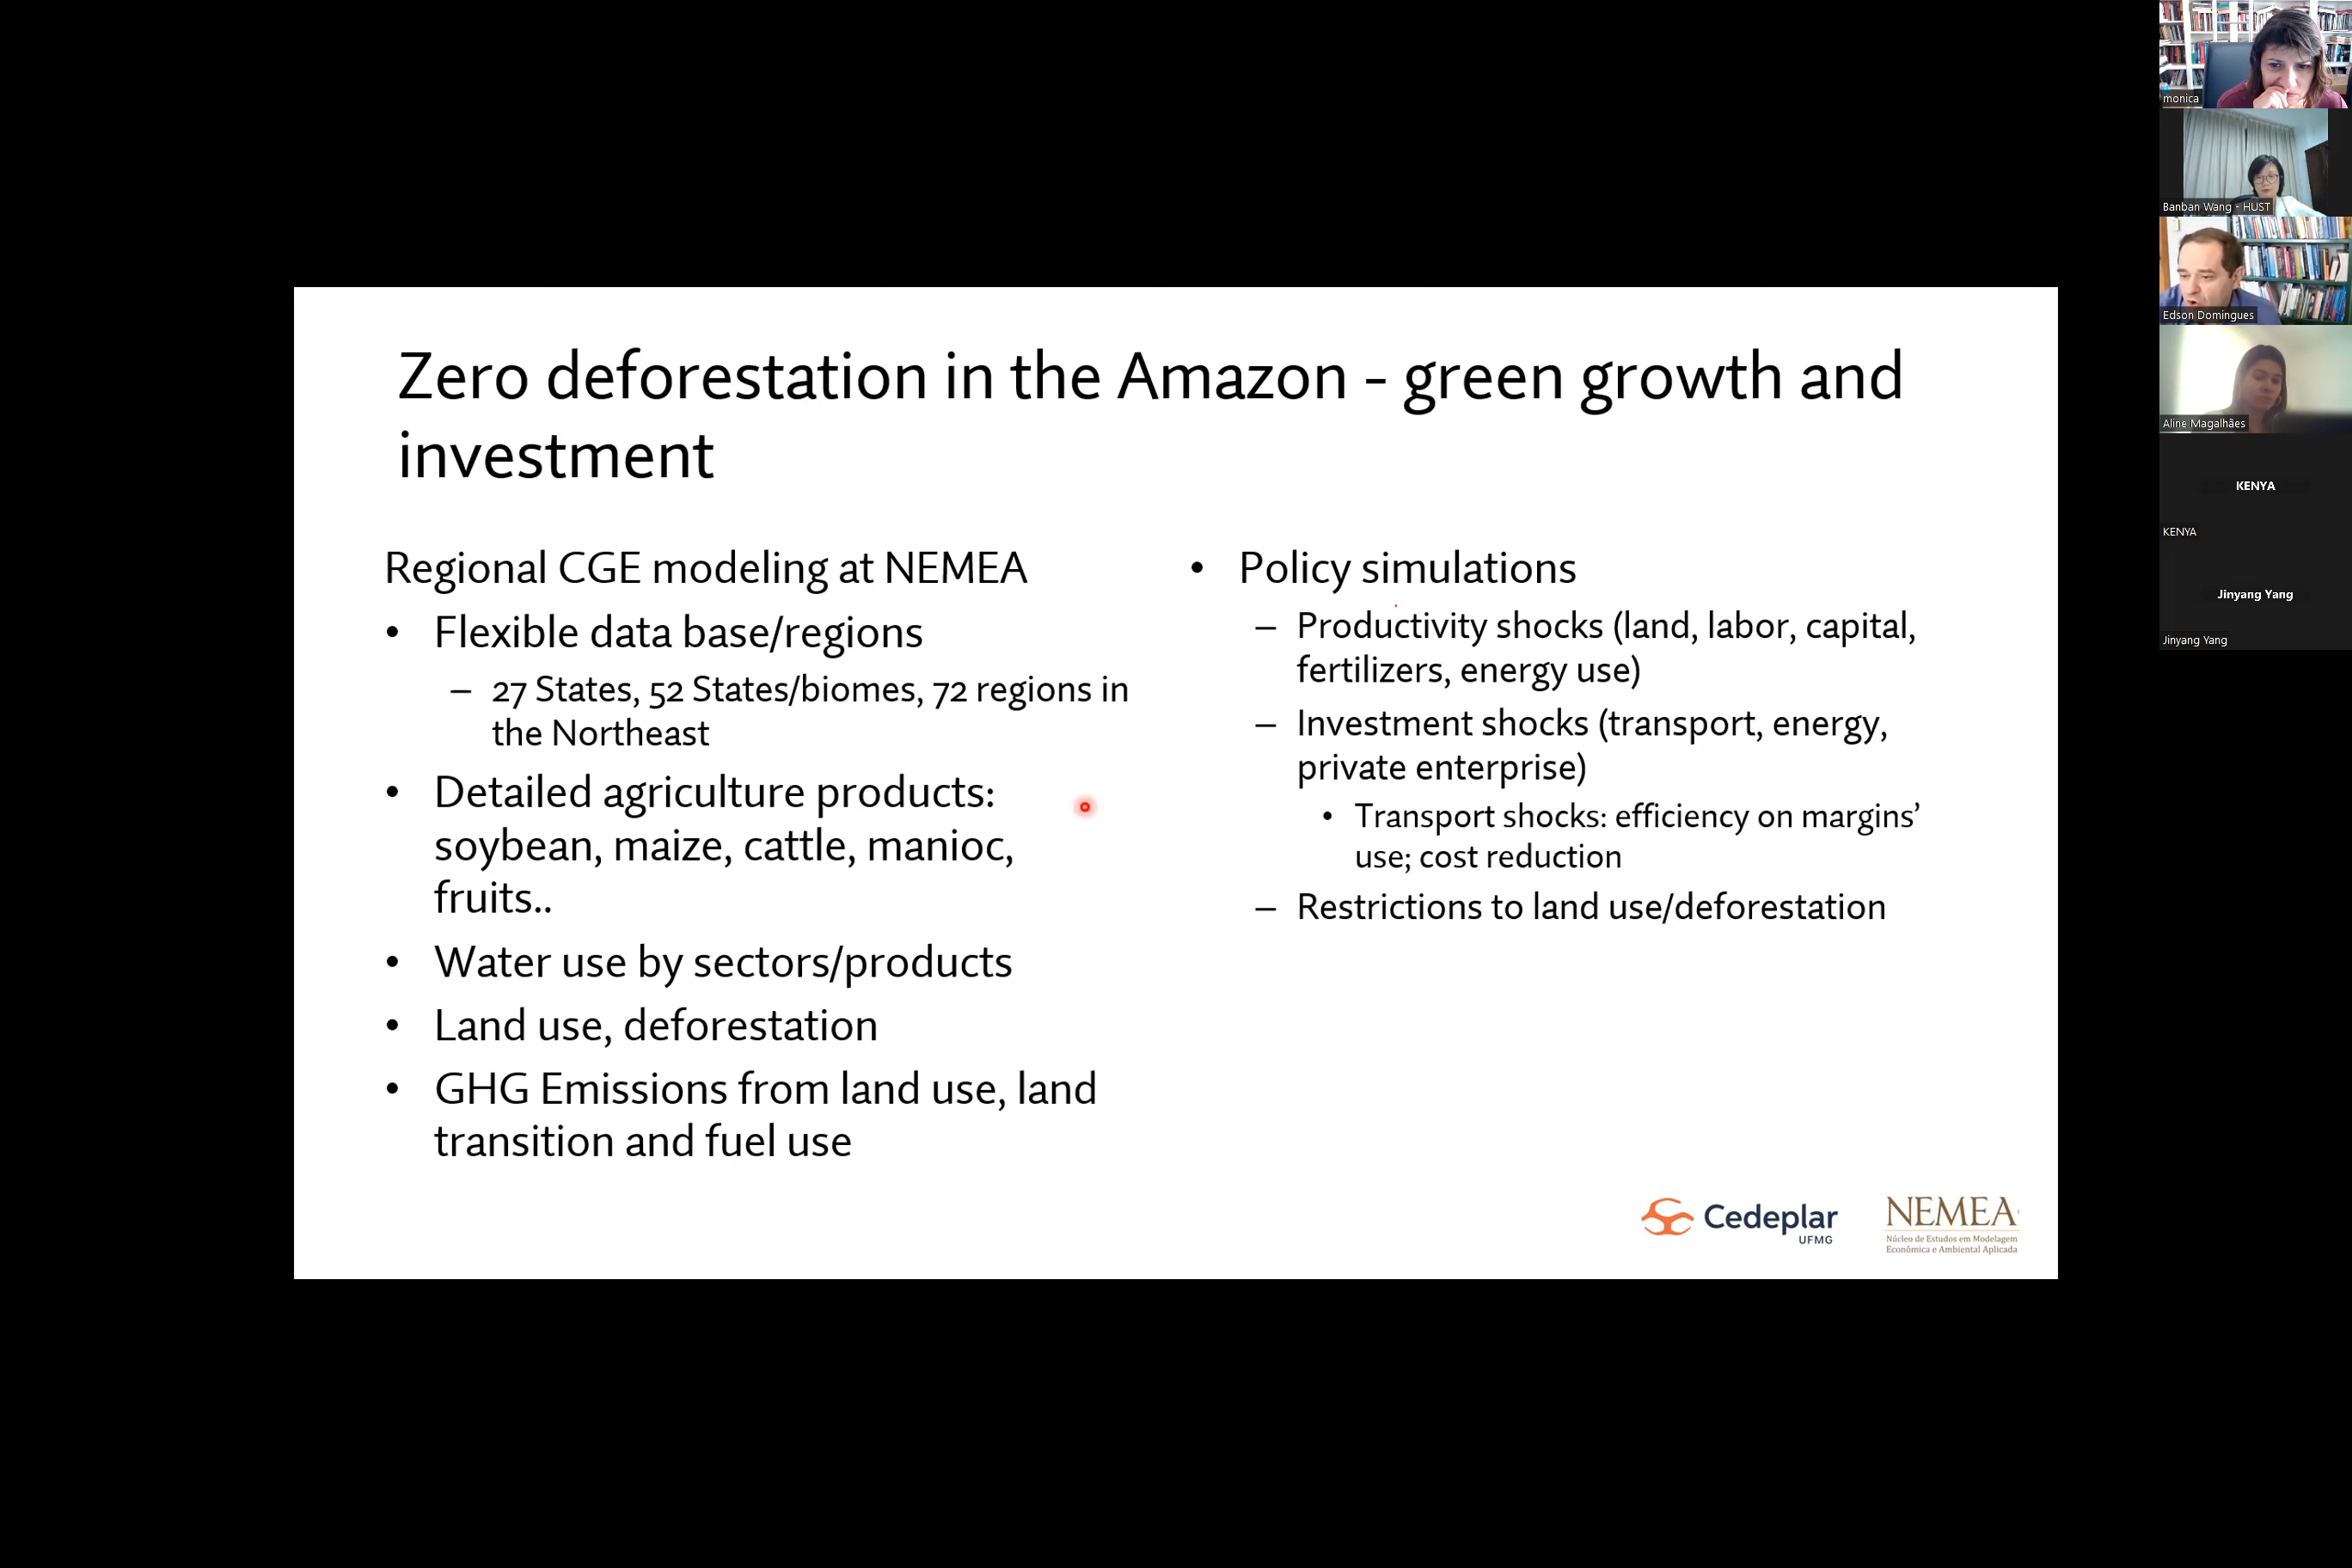 Zero deforestation in the Amazon - green growth and
investment
Regional CGE modeling at NEMEA
• Flexible data base/regions
– 27 States, 52 States/biomes, 72 regions in
the Northeast
• Detailed agriculture products:
soybean, maize, cattle, manioc,
fruits..
• Water use by sectors/products
• Land use, deforestation
• GHG Emissions from land use, land
transition and fuel use
• Policy simulations
– Productivity shocks (land, labor, capital,
fertilizers, energy use)
– Investment shocks (transport, energy,
private enterprise)
• Transport shocks: efficiency on margins’
use; cost reduction
– Restrictions to land use/deforestation
Cedeplar
UFMG
NEMEA
Núcleo de Estudos em Modelagem
Econômica e Ambiental Aplicada
monica
Banban Wang - HUST
Edson Domingues
Aline Magalhães
KENYA
KENYA
Jinyang Yang
Jinyang Yang